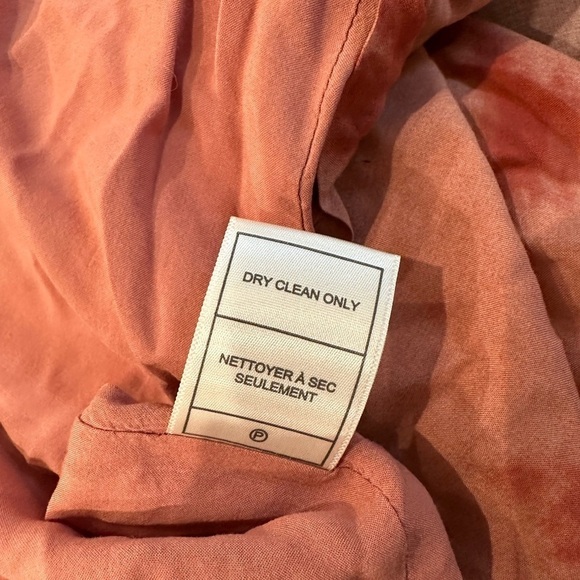 DRY CLEAN ONLY
NETTOYER À SEC
SEULEMENT
Ⓟ